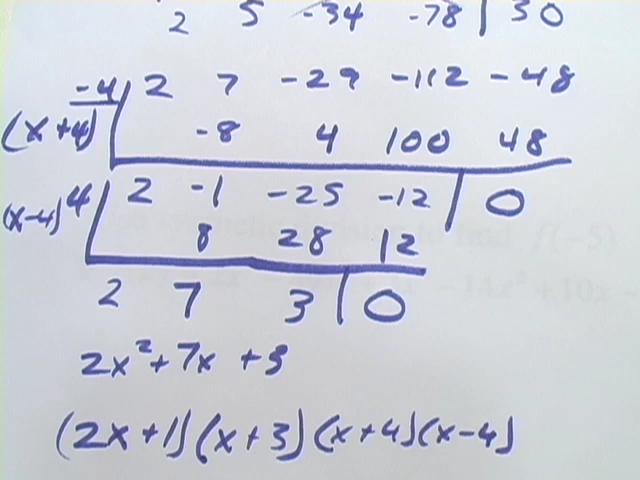 2 5 -34 -78 | 30
-4 2 7 -29 -112 -48
(x+4) -8 4 100 48
(x-4) 4 2 -1 -25 -12 | 0
8 28 12
2 7 3 | 0
2x²+7x+3
(2x+1)(x+3)(x+4)(x-4)